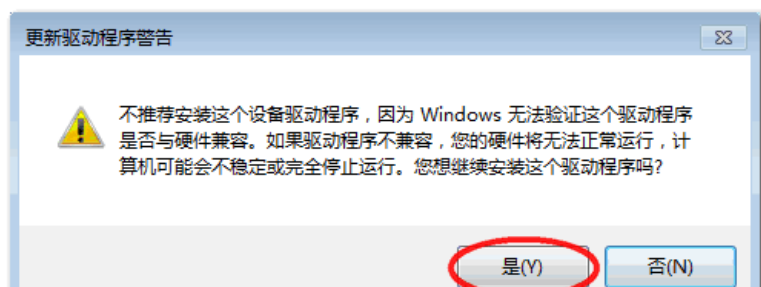 更新驱动程序警告
不推荐安装这个设备驱动程序，因为 Windows 无法验证这个驱动程序
是否与硬件兼容。如果驱动程序不兼容，您的硬件将无法正常运行，计
算机可能会不稳定或完全停止运行。您想继续安装这个驱动程序吗?
是(Y) 否(N)